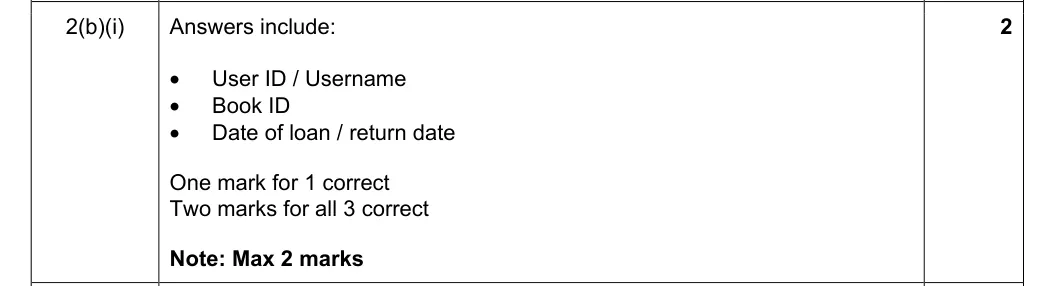 2(b)(i) Answers include: 2
• User ID / Username
• Book ID
• Date of loan / return date
One mark for 1 correct
Two marks for all 3 correct
Note: Max 2 marks